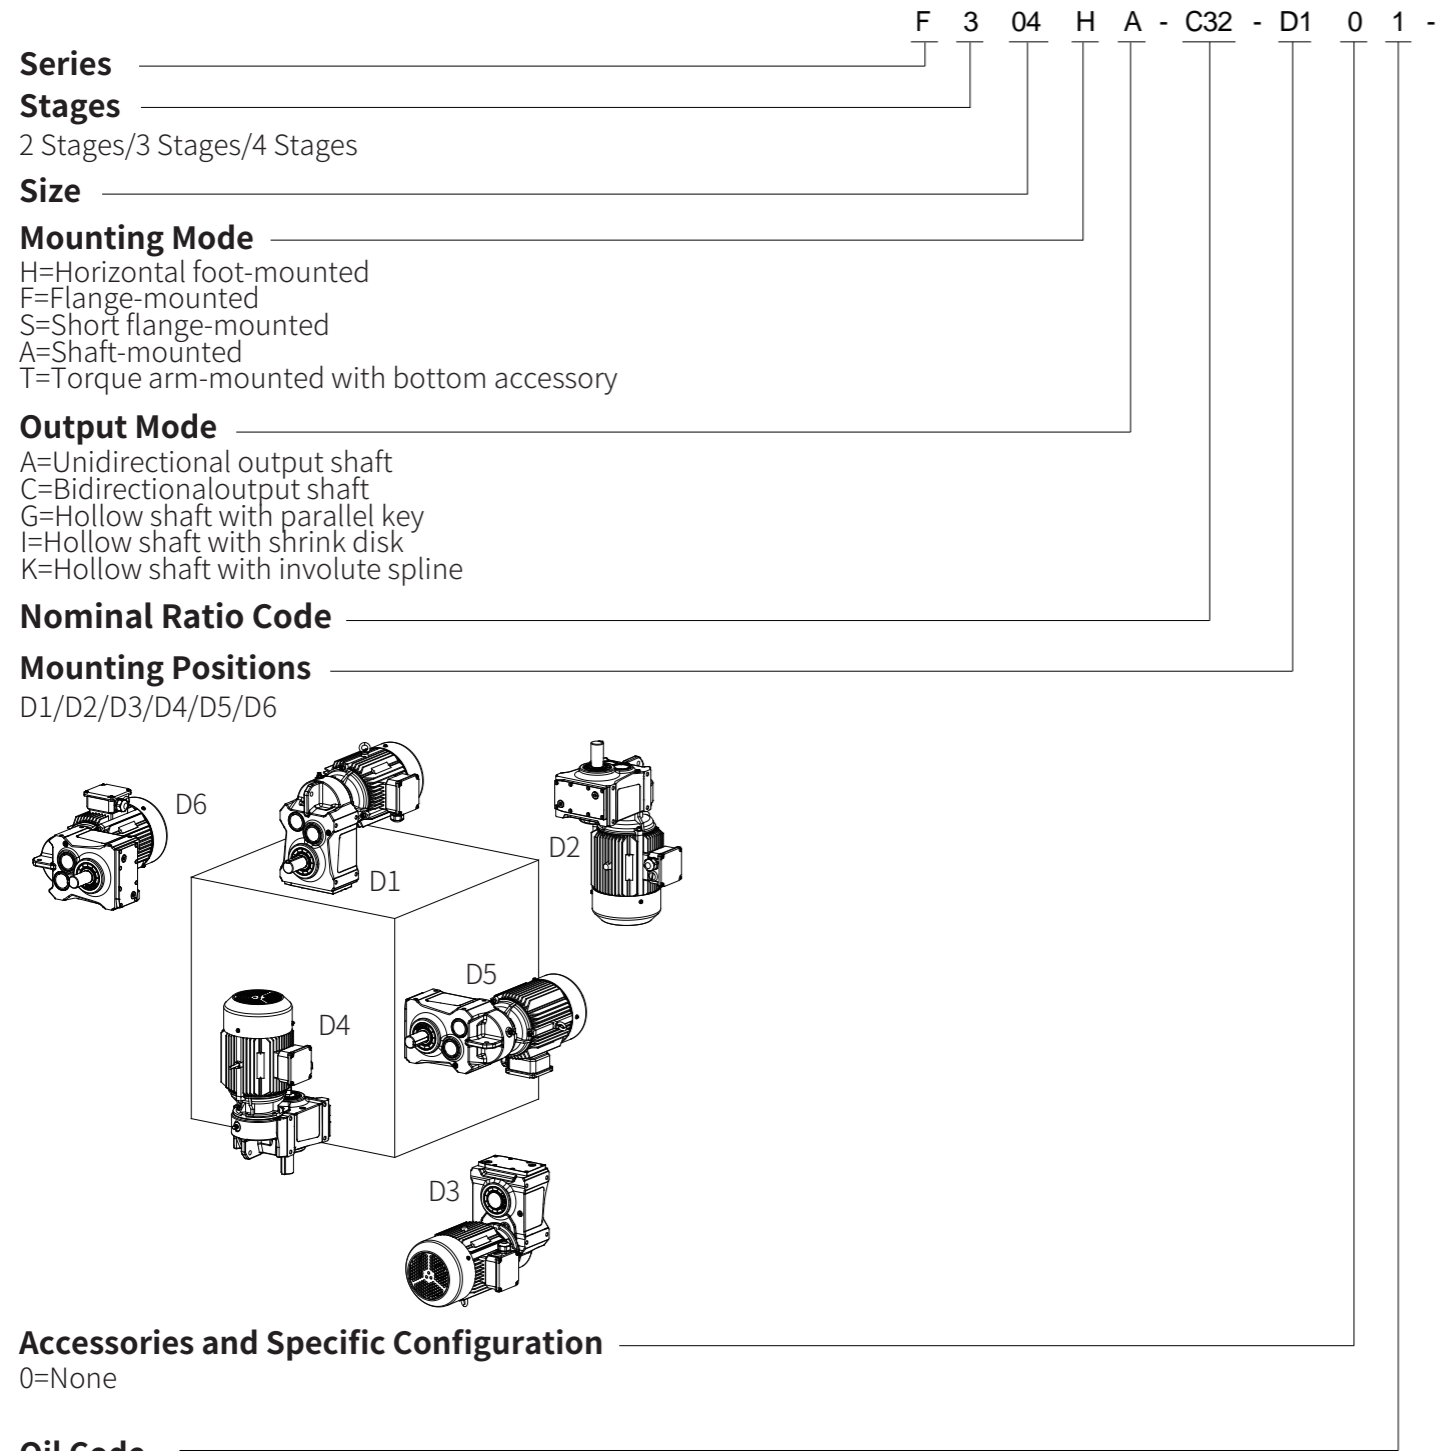 F 3 04 H A - C32 - D1 0 1 -
Series
Stages
2 Stages/3 Stages/4 Stages
Size
Mounting Mode
H=Horizontal foot-mounted
F=Flange-mounted
S=Short flange-mounted
A=Shaft-mounted
T=Torque arm-mounted with bottom accessory
Output Mode
A=Unidirectional output shaft
C=Bidirectionaloutput shaft
G=Hollow shaft with parallel key
I=Hollow shaft with shrink disk
K=Hollow shaft with involute spline
Nominal Ratio Code
Mounting Positions
D1/D2/D3/D4/D5/D6
D6
D1
D2
D5
D4
D3
Accessories and Specific Configuration
0=None
Oil Code